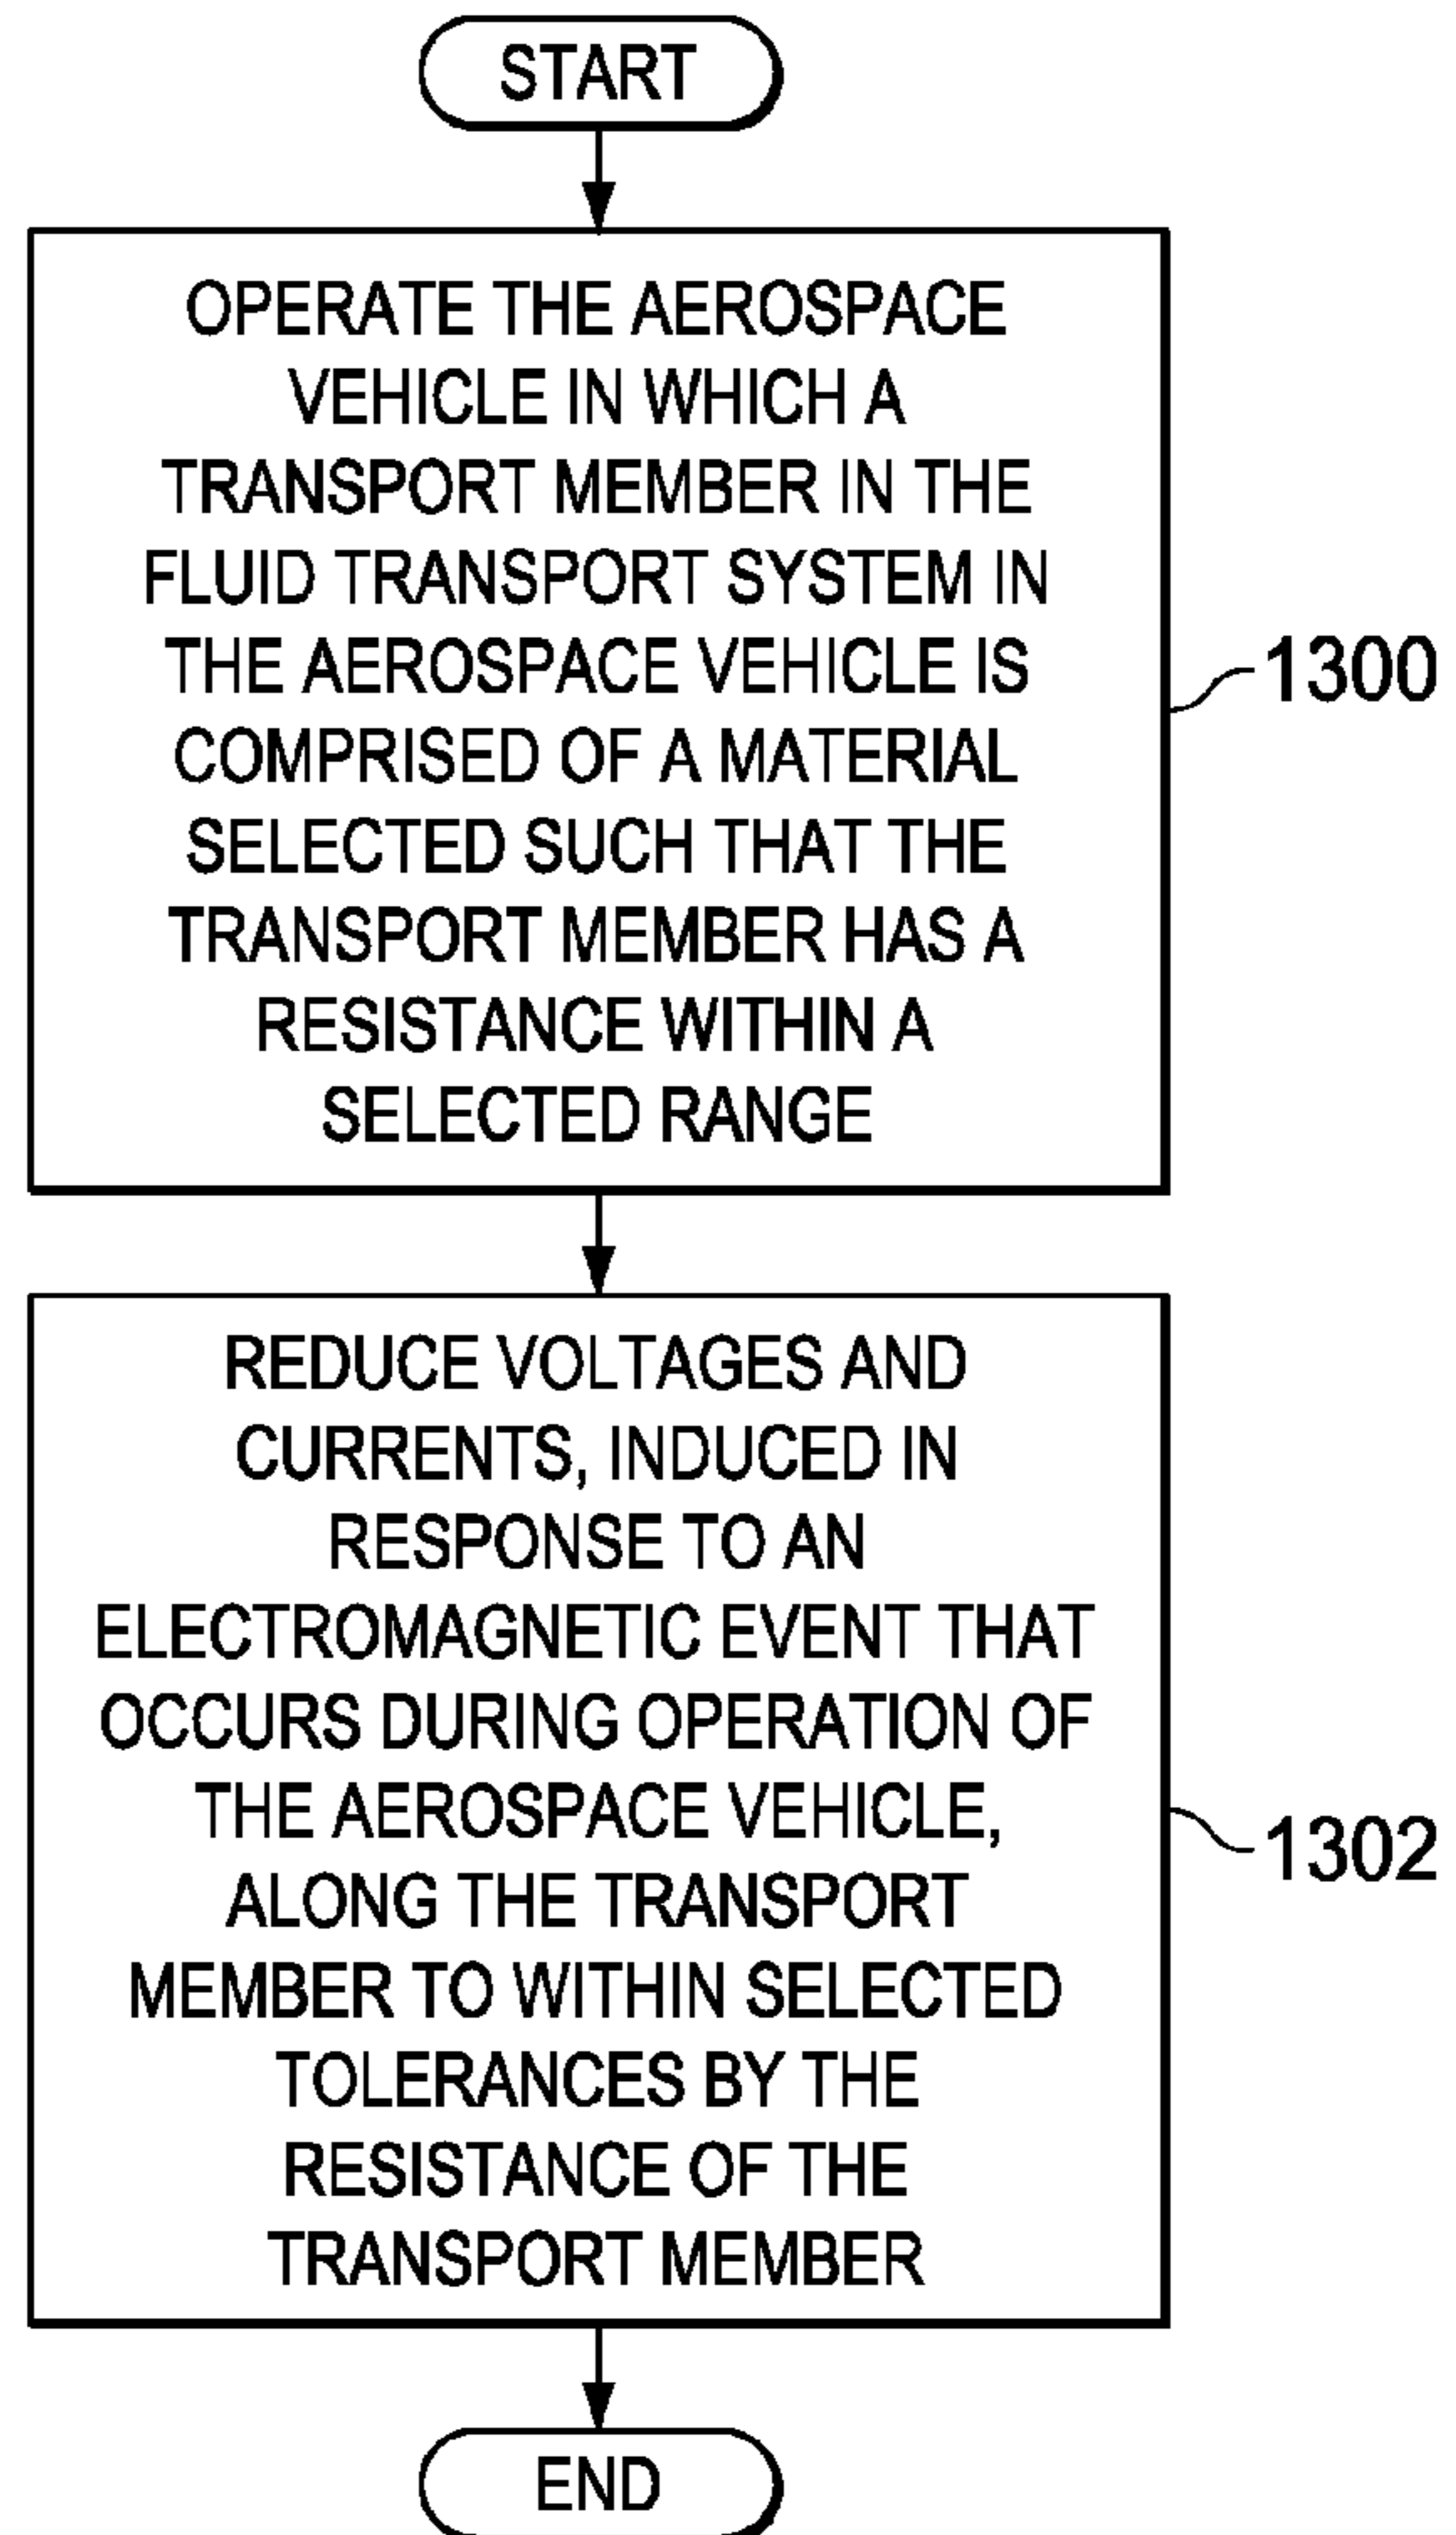 START
OPERATE THE AEROSPACE
VEHICLE IN WHICH A
TRANSPORT MEMBER IN THE
FLUID TRANSPORT SYSTEM IN
THE AEROSPACE VEHICLE IS
COMPRISED OF A MATERIAL
SELECTED SUCH THAT THE
TRANSPORT MEMBER HAS A
RESISTANCE WITHIN A
SELECTED RANGE
1300
REDUCE VOLTAGES AND
CURRENTS, INDUCED IN
RESPONSE TO AN
ELECTROMAGNETIC EVENT THAT
OCCURS DURING OPERATION OF
THE AEROSPACE VEHICLE,
ALONG THE TRANSPORT
MEMBER TO WITHIN SELECTED
TOLERANCES BY THE
RESISTANCE OF THE
TRANSPORT MEMBER
1302
END